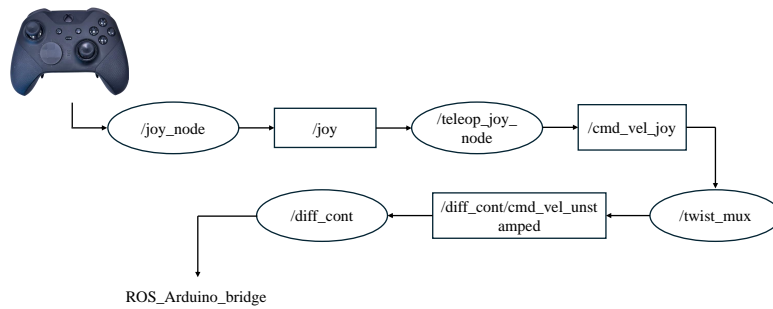 /joy_node
/joy
/teleop_joy_
node
/cmd_vel_joy
/twist_mux
/diff_cont/cmd_vel_unst
amped
/diff_cont
ROS_Arduino_bridge